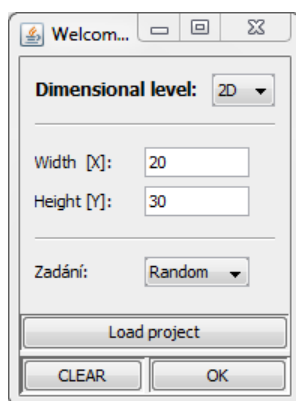 Welcom...
Dimensional level: 2D
Width [X]: 20
Height [Y]: 30
Zadání: Random
Load project
CLEAR OK